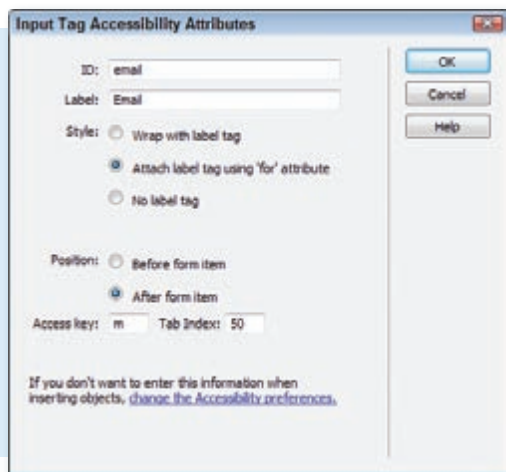 Input Tag Accessibility Attributes
ID: email
OK
Label: Email
Cancel
Style: Wrap with label tag
Help
Attach label tag using 'for' attribute
No label tag
Position: Before form item
After form item
Access key: m Tab Index: 50
If you don't want to enter this information when
inserting objects, change the Accessibility preferences.